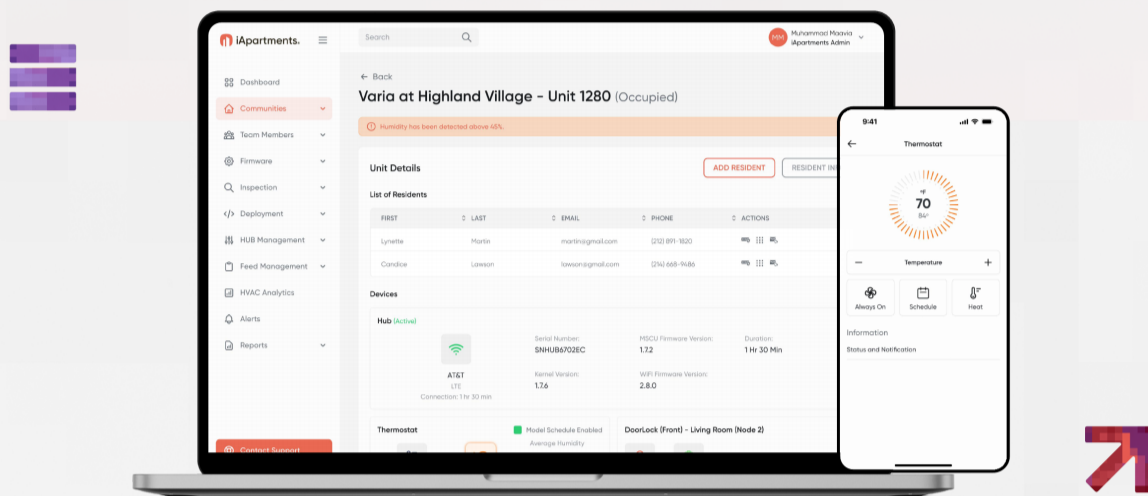 iApartments.
Search
MM
Muhammad Maavia
iApartments Admin
Dashboard
Communities
Team Members
Firmware
Inspection
Deployment
HUB Management
Feed Management
HVAC Analytics
Alerts
Reports
Contact Support
← Back
Varia at Highland Village - Unit 1280 (Occupied)
Humidity has been detected above 45%.
Unit Details
ADD RESIDENT
RESIDENT
List of Residents
FIRST LAST EMAIL PHONE ACTIONS
Lynette Martin martin@gmail.com (212) 891-1820
Candice Lawson lawson@gmail.com (214) 668-9486
Devices
Hub (Active)
AT&T
LTE
Connection: 1 hr 30 min
Serial Number:
SNHUB6702EC
MSCU Firmware Version:
1.7.2
Duration:
1 Hr 30 Min
Kernel Version:
1.7.6
WiFi Firmware Version:
2.8.0
Thermostat
Model Schedule Enabled
Average Humidity
DoorLock (Front) - Living Room (Node 2)
9:41
Thermostat
°F
70
84°
− Temperature +
Always On
Schedule
Heat
Information
Status and Notification